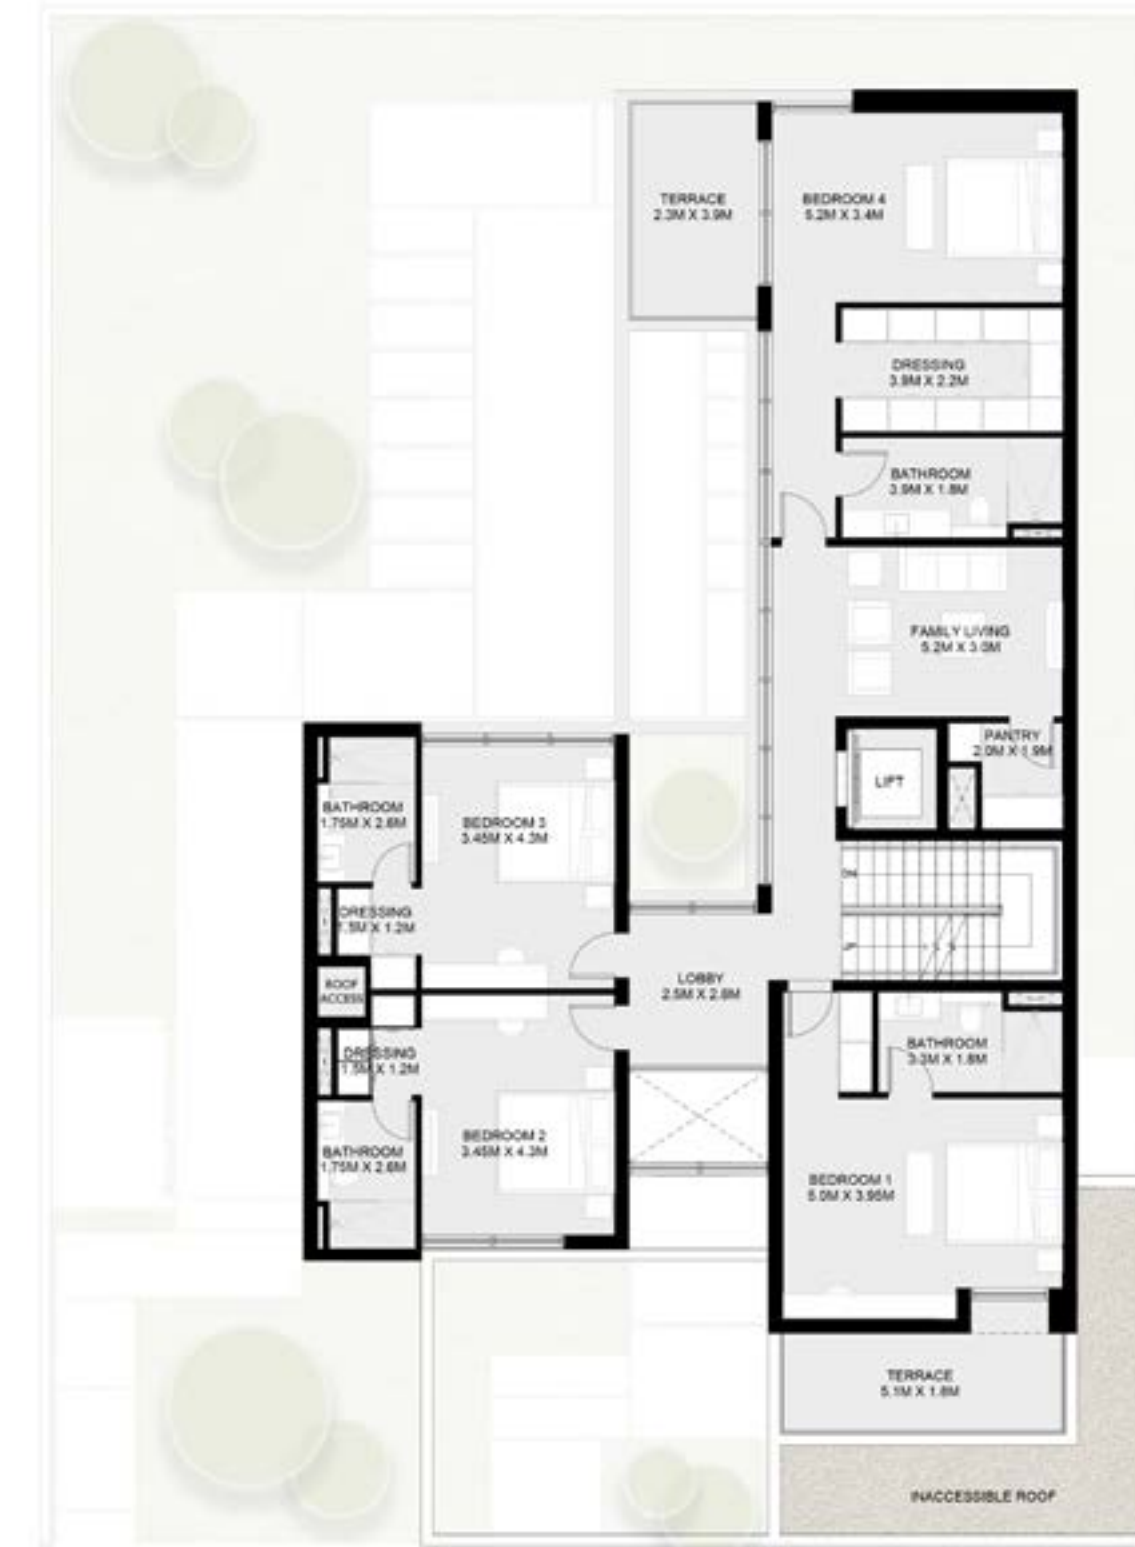 TERRACE
2.3M X 3.9M
BEDROOM 4
5.2M X 3.4M
DRESSING
3.9M X 2.2M
BATHROOM
3.9M X 1.8M
FAMILY LIVING
5.2M X 3.0M
PANTRY
2.0M X 1.9M
LIFT
BATHROOM
1.75M X 2.6M
BEDROOM 3
3.45M X 4.3M
DN
DRESSING
1.5M X 1.2M
UP
ROOF
ACCESS
LOBBY
2.5M X 2.8M
DRESSING
1.5M X 1.2M
BATHROOM
3.3M X 1.8M
BATHROOM
1.75M X 2.6M
BEDROOM 2
3.45M X 4.3M
BEDROOM 1
5.0M X 3.95M
TERRACE
5.1M X 1.8M
INACCESSIBLE ROOF